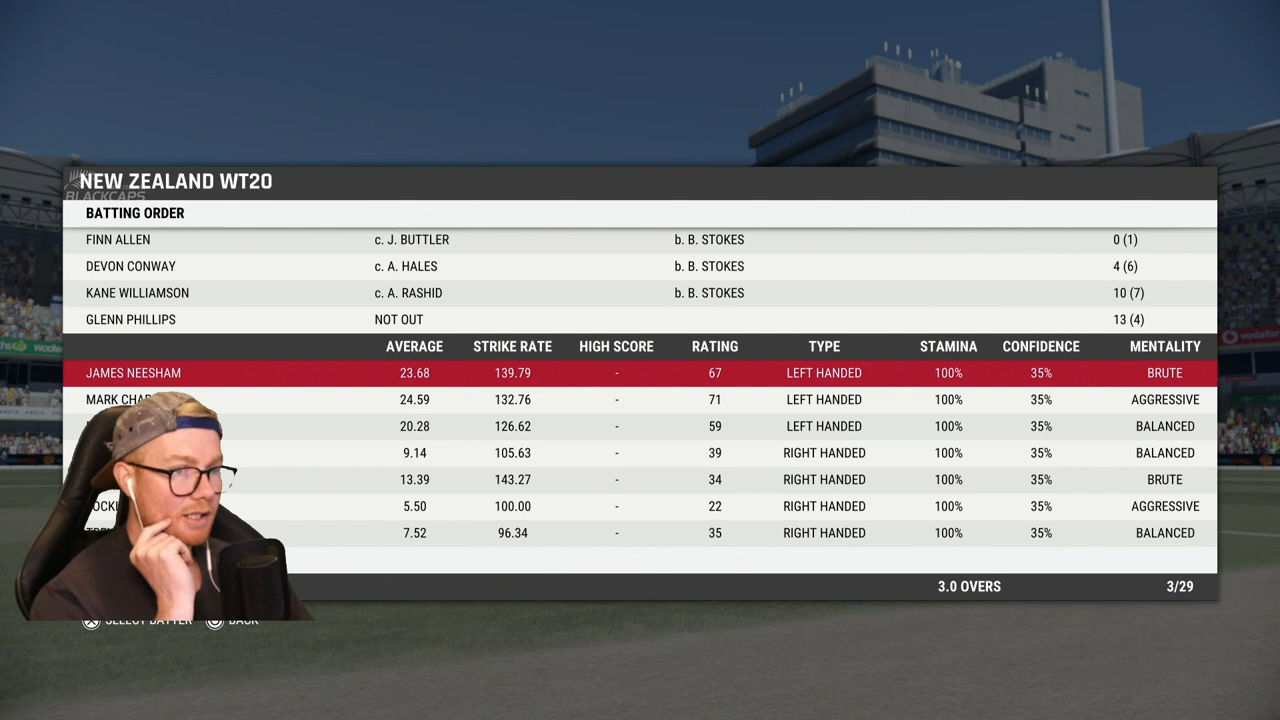 NEW ZEALAND WT20
BLACKCAPS
BATTING ORDER
FINN ALLEN c. J. BUTTLER b. B. STOKES 0 (1)
DEVON CONWAY c. A. HALES b. B. STOKES 4 (6)
KANE WILLIAMSON c. A. RASHID b. B. STOKES 10 (7)
GLENN PHILLIPS NOT OUT 13 (4)
AVERAGE STRIKE RATE HIGH SCORE RATING TYPE STAMINA CONFIDENCE MENTALITY
JAMES NEESHAM 23.68 139.79 - 67 LEFT HANDED 100% 35% BRUTE
MARK 24.59 132.76 - 71 LEFT HANDED 100% 35% AGGRESSIVE
20.28 126.62 - 59 LEFT HANDED 100% 35% BALANCED
9.14 105.63 - 39 RIGHT HANDED 100% 35% BALANCED
13.39 143.27 - 34 RIGHT HANDED 100% 35% BRUTE
5.50 100.00 - 22 RIGHT HANDED 100% 35% AGGRESSIVE
7.52 96.34 - 35 RIGHT HANDED 100% 35% BALANCED
3.0 OVERS 3/29
SELECT BATTER BACK
vodafone